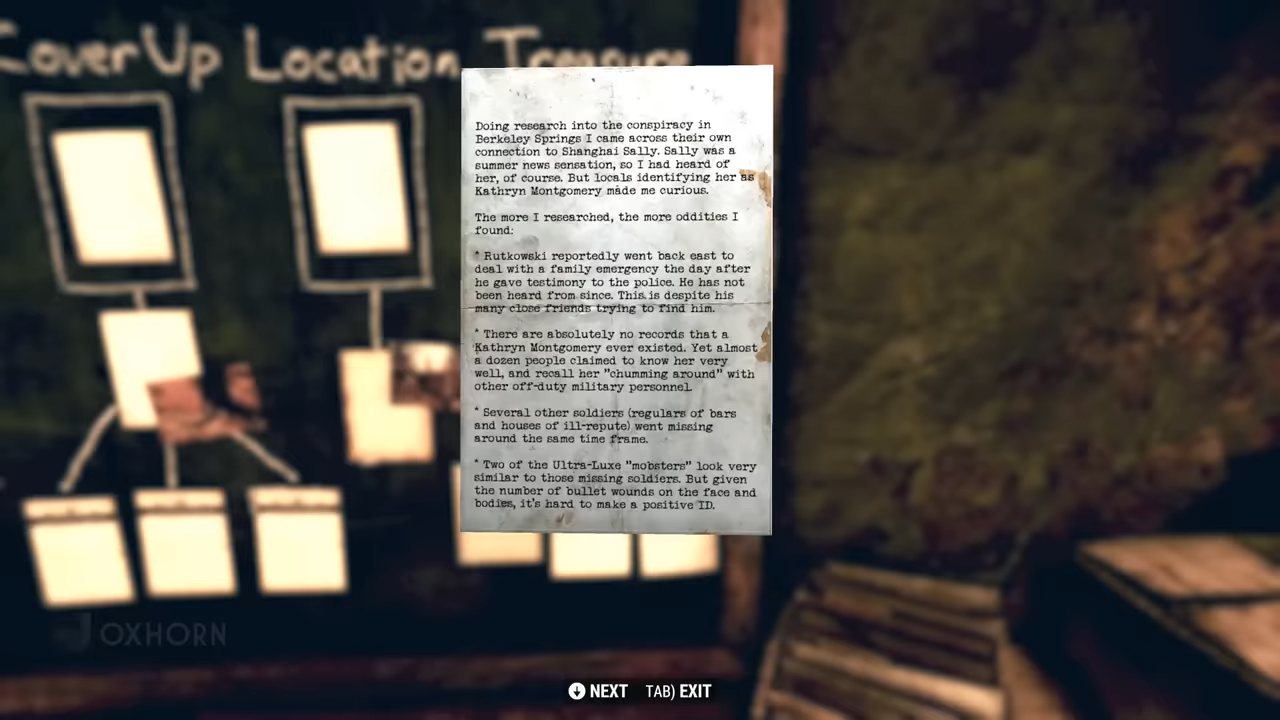 Cover Up Location Treasure
Doing research into the conspiracy in
Berkeley Springs I came across their own
connection to Shanghai Sally. Sally was a
summer news sensation, so I had heard of
her, of course. But locals identifying her as
Kathryn Montgomery made me curious.
The more I researched, the more oddities I
found:
* Rutkowski reportedly went back east to
deal with a family emergency the day after
he gave testimony to the police. He has not
been heard from since. This is despite his
many close friends trying to find him.
* There are absolutely no records that a
Kathryn Montgomery ever existed. Yet almost
a dozen people claimed to know her very
well, and recall her "chumming around" with
other off-duty military personnel.
* Several other soldiers (regulars of bars
and houses of ill-repute) went missing
around the same time frame.
* Two of the Ultra-Luxe "mobsters" look very
similar to those missing soldiers. But given
the number of bullet wounds on the face and
bodies, it's hard to make a positive ID.
OXHORN
NEXT TAB) EXIT